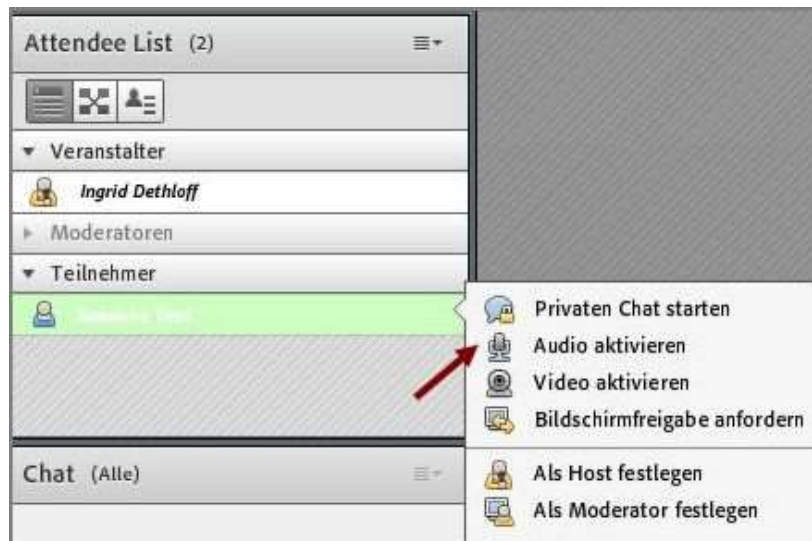 Attendee List (2)
Veranstalter
Ingrid Dethloff
Moderatoren
Teilnehmer
Privaten Chat starten
Audio aktivieren
Video aktivieren
Bildschirmfreigabe anfordern
Als Host festlegen
Als Moderator festlegen
Chat (Alle)